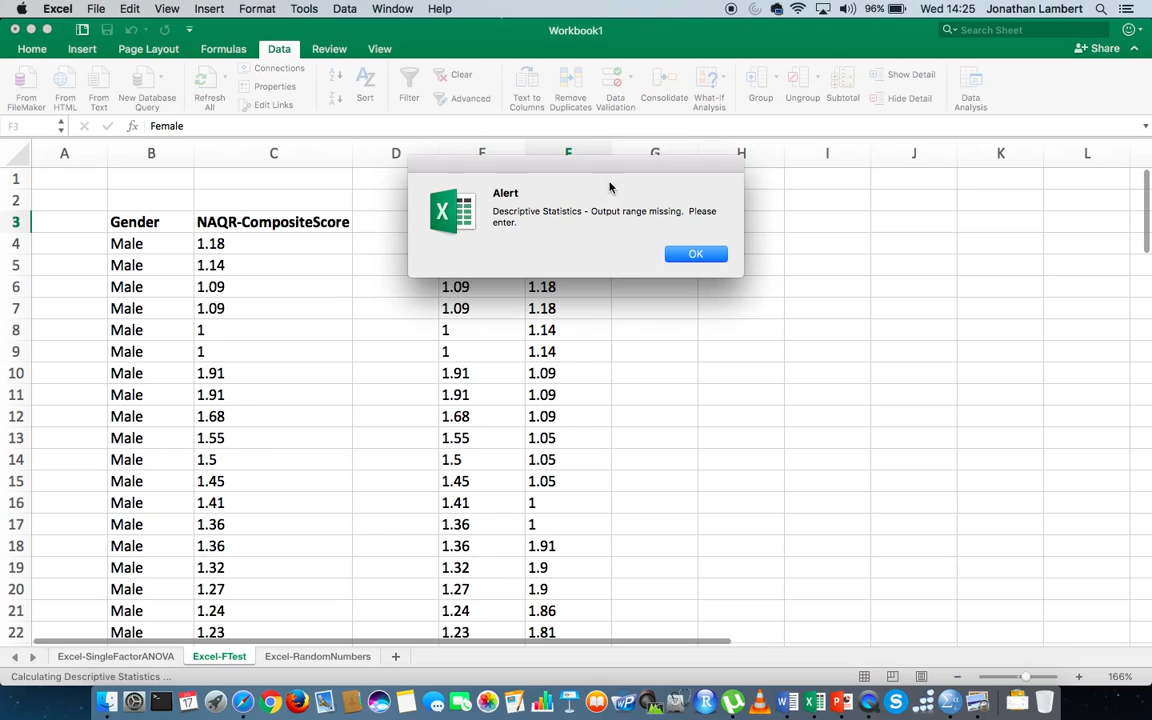 Excel File Edit View Insert Format Tools Data Window Help 96% Wed 14:25 Jonathan Lambert
Workbook1 Search Sheet
Home Insert Page Layout Formulas Data Review View Share
Connections Clear Show Detail
Properties
Edit Links Advanced Hide Detail
From FileMaker From HTML From Text New Database Query Refresh All Sort Filter Text to Columns Remove Duplicates Data Validation Consolidate What-If Analysis Group Ungroup Subtotal Data Analysis
F3 fx Female
A B C D E F G H I J K L
Alert
Descriptive Statistics - Output range missing. Please
enter.
OK
1
2
3 Gender NAQR-CompositeScore
4 Male 1.18
5 Male 1.14
6 Male 1.09 1.09 1.18
7 Male 1.09 1.09 1.18
8 Male 1 1 1.14
9 Male 1 1 1.14
10 Male 1.91 1.91 1.09
11 Male 1.91 1.91 1.09
12 Male 1.68 1.68 1.09
13 Male 1.55 1.55 1.05
14 Male 1.5 1.5 1.05
15 Male 1.45 1.45 1.05
16 Male 1.41 1.41 1
17 Male 1.36 1.36 1
18 Male 1.36 1.36 1.91
19 Male 1.32 1.32 1.9
20 Male 1.27 1.27 1.9
21 Male 1.24 1.24 1.86
22 Male 1.23 1.23 1.81
Excel-SingleFactorANOVA Excel-FTest Excel-RandomNumbers
Calculating Descriptive Statistics ... 166%